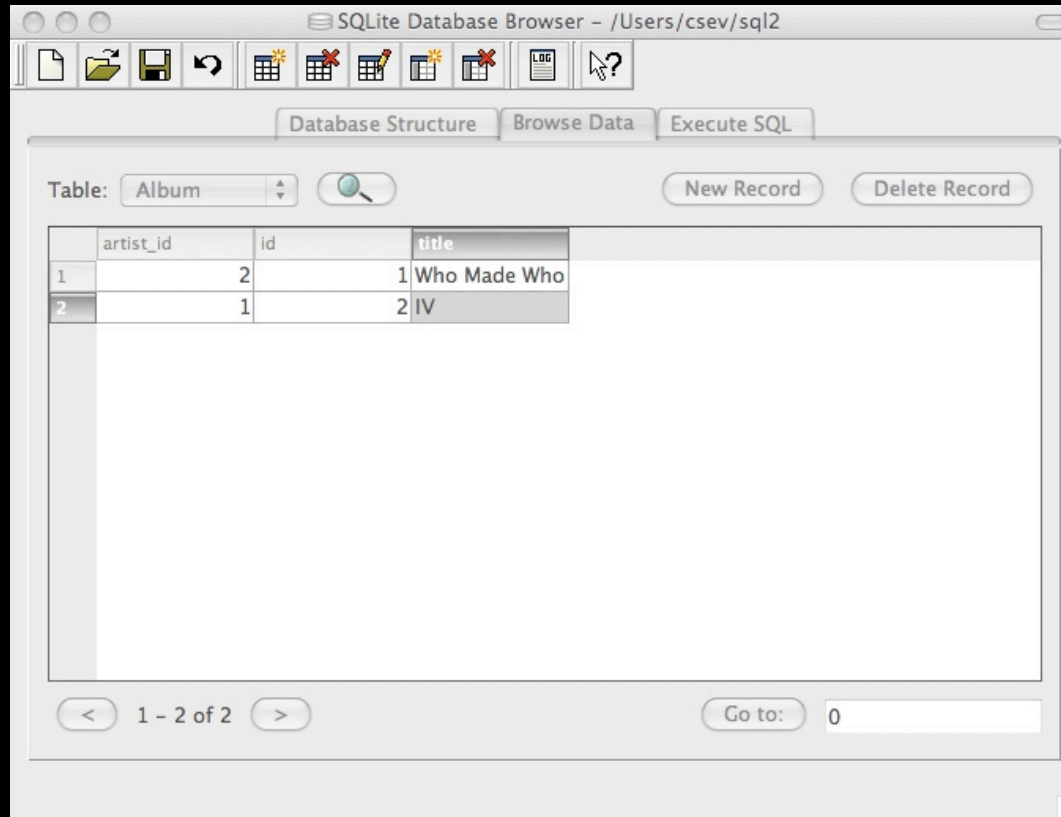 SQLite Database Browser – /Users/csev/sql2
LOG ?
Database Structure Browse Data Execute SQL
Table: Album New Record Delete Record
artist_id id title
1 2 1 Who Made Who
2 1 2 IV
< 1 – 2 of 2 > Go to: 0